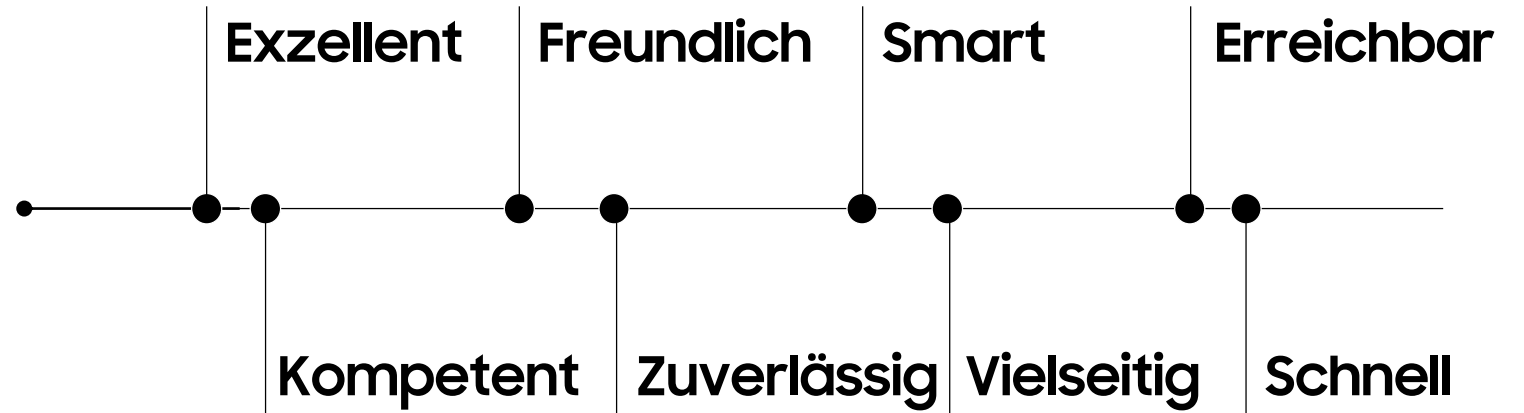 Exzellent Freundlich Smart Erreichbar
Kompetent Zuverlässig Vielseitig Schnell